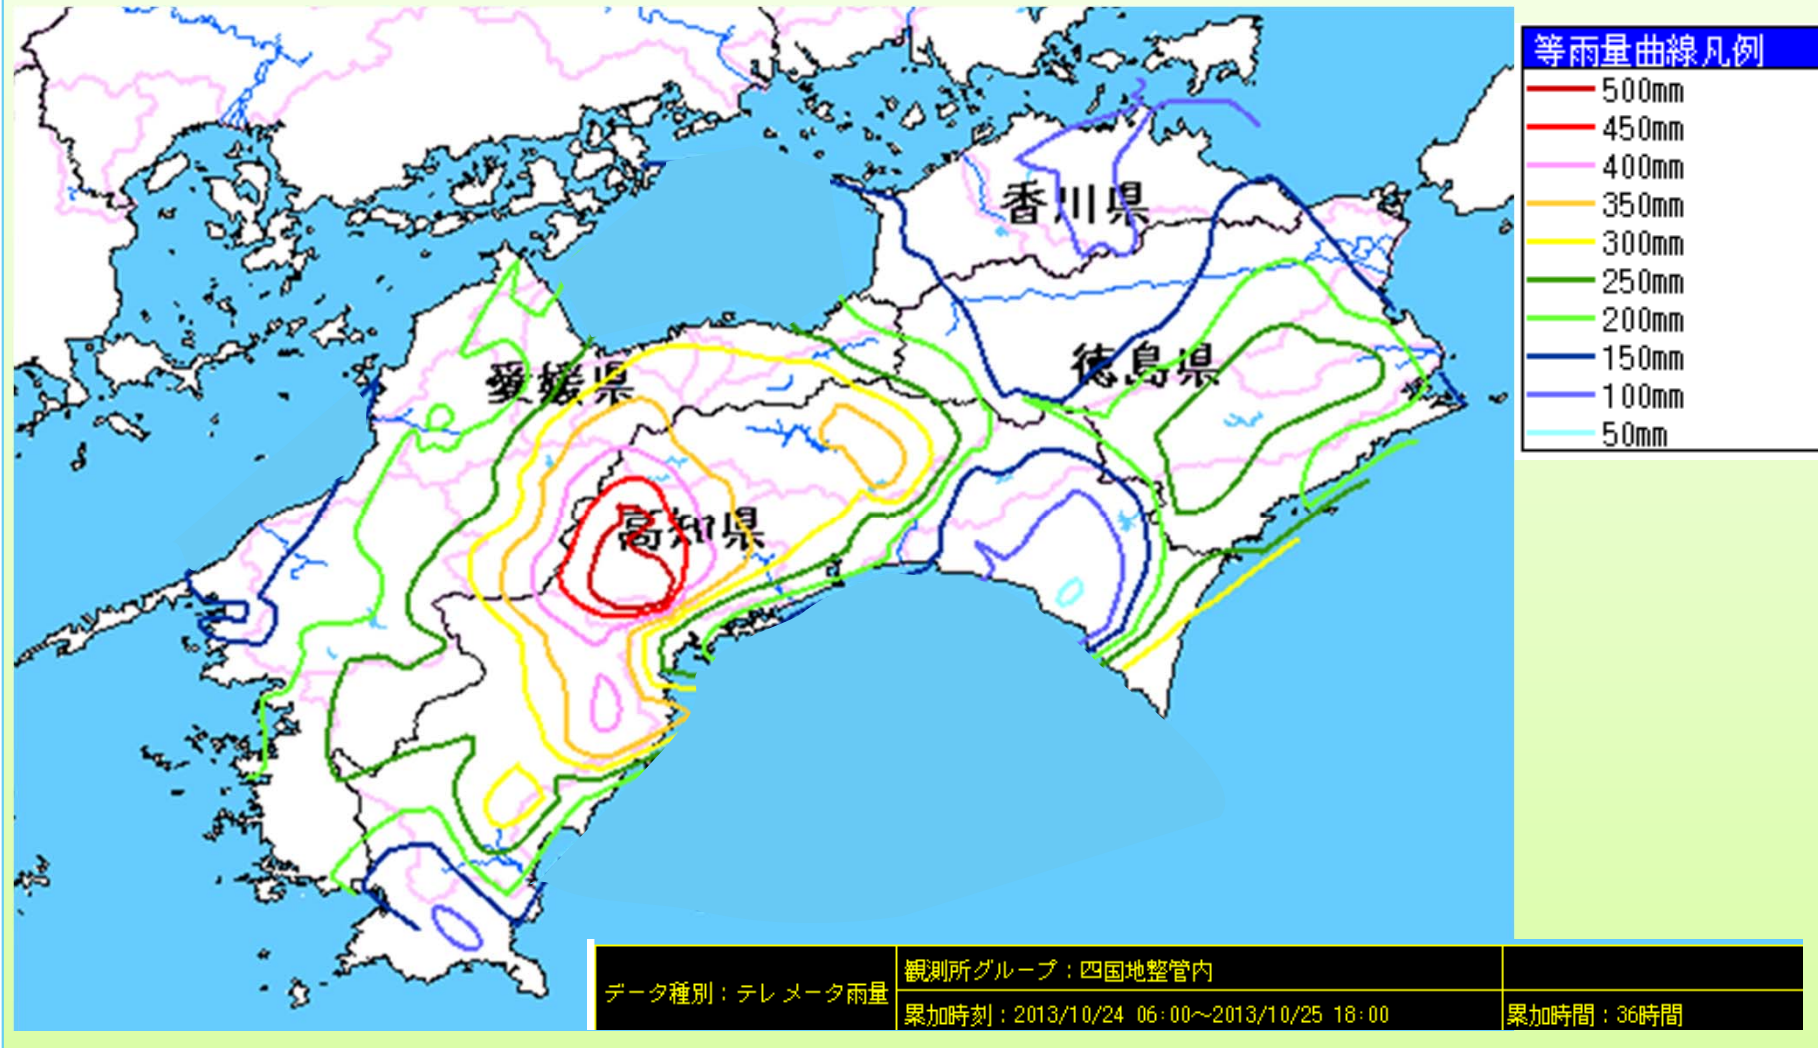 等雨量曲線凡例
500mm
450mm
400mm
350mm
300mm
250mm
200mm
150mm
100mm
50mm
香川県
徳島県
愛媛県
高知県
データ種別：テレメータ雨量
観測所グループ：四国地整管内
累加時刻：2013/10/24 06:00～2013/10/25 18:00
累加時間：36時間